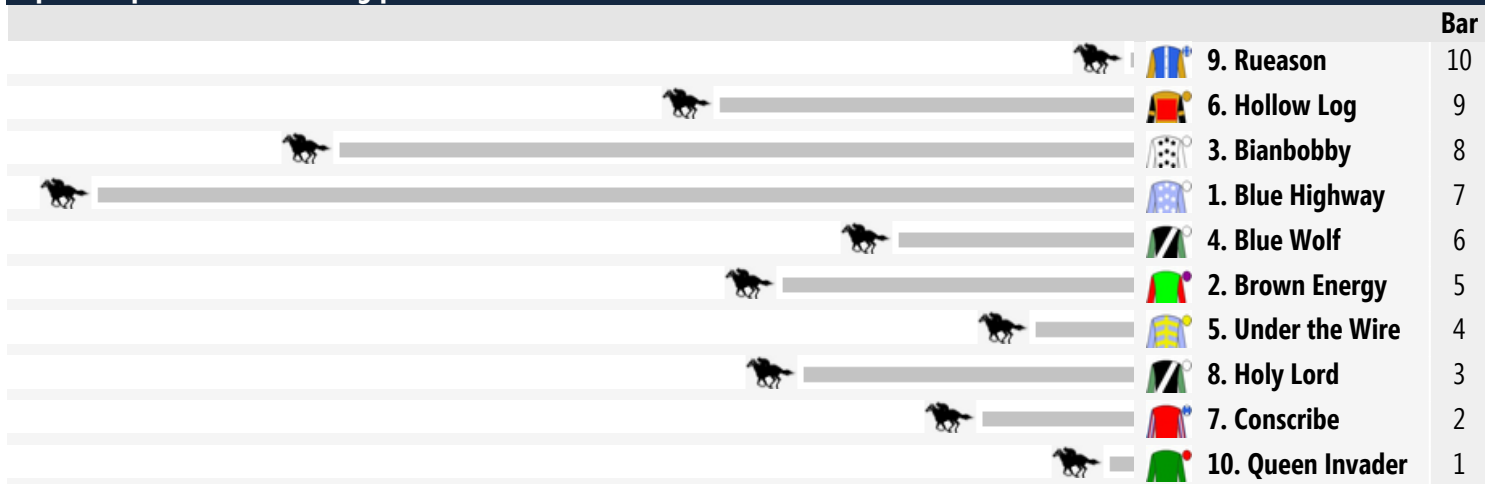 Bar
9. Rueason 10
6. Hollow Log 9
3. Bianbobby 8
1. Blue Highway 7
4. Blue Wolf 6
2. Brown Energy 5
5. Under the Wire 4
8. Holy Lord 3
7. Conscribe 2
10. Queen Invader 1